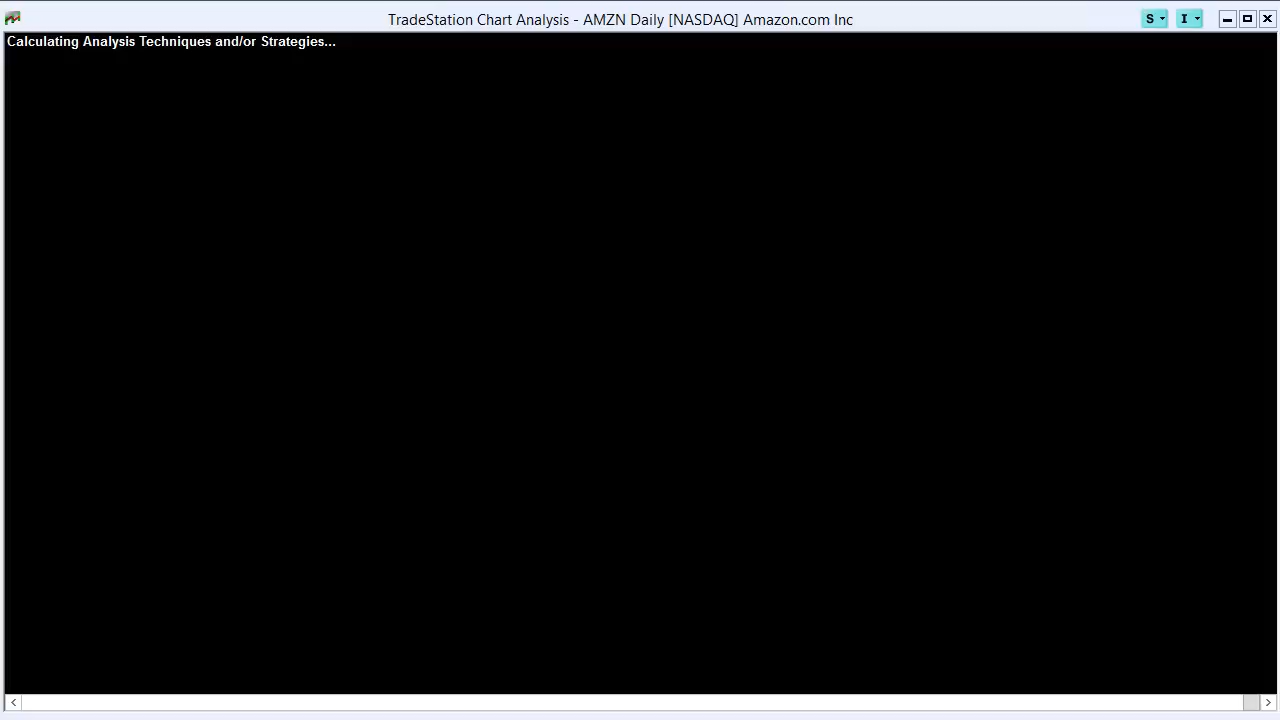 TradeStation Chart Analysis - AMZN Daily [NASDAQ] Amazon.com Inc
S
I
Calculating Analysis Techniques and/or Strategies...